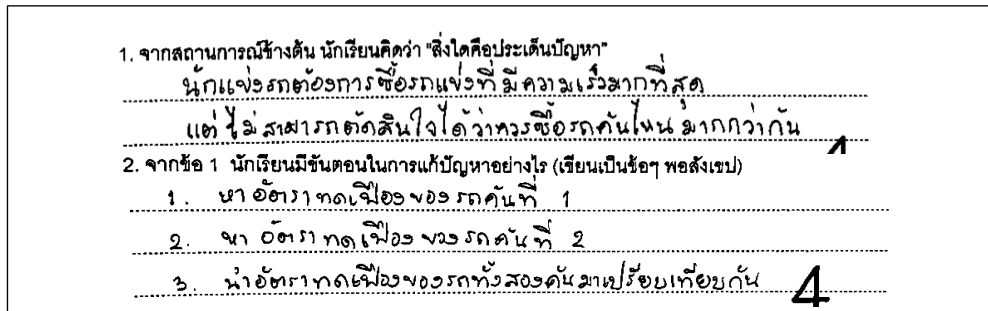 1. จากสถานการณ์ข้างต้น นักเรียนคิดว่า "สิ่งใดคือประเด็นปัญหา"
นักแข่งรถต้องการซื้อรถแข่งที่มีความเร็วมากที่สุด
แต่ไม่สามารถตัดสินใจได้ว่าควรซื้อรถคันไหนมากกว่ากัน
2. จากข้อ 1 นักเรียนมีขั้นตอนในการแก้ปัญหาอย่างไร (เขียนเป็นข้อๆ พอสังเขป)
1. หาอัตราทดเฟืองของรถคันที่ 1
2. หาอัตราทดเฟืองของรถคันที่ 2
3. นำอัตราทดเฟืองของรถทั้งสองคันมาเปรียบเทียบกัน
4